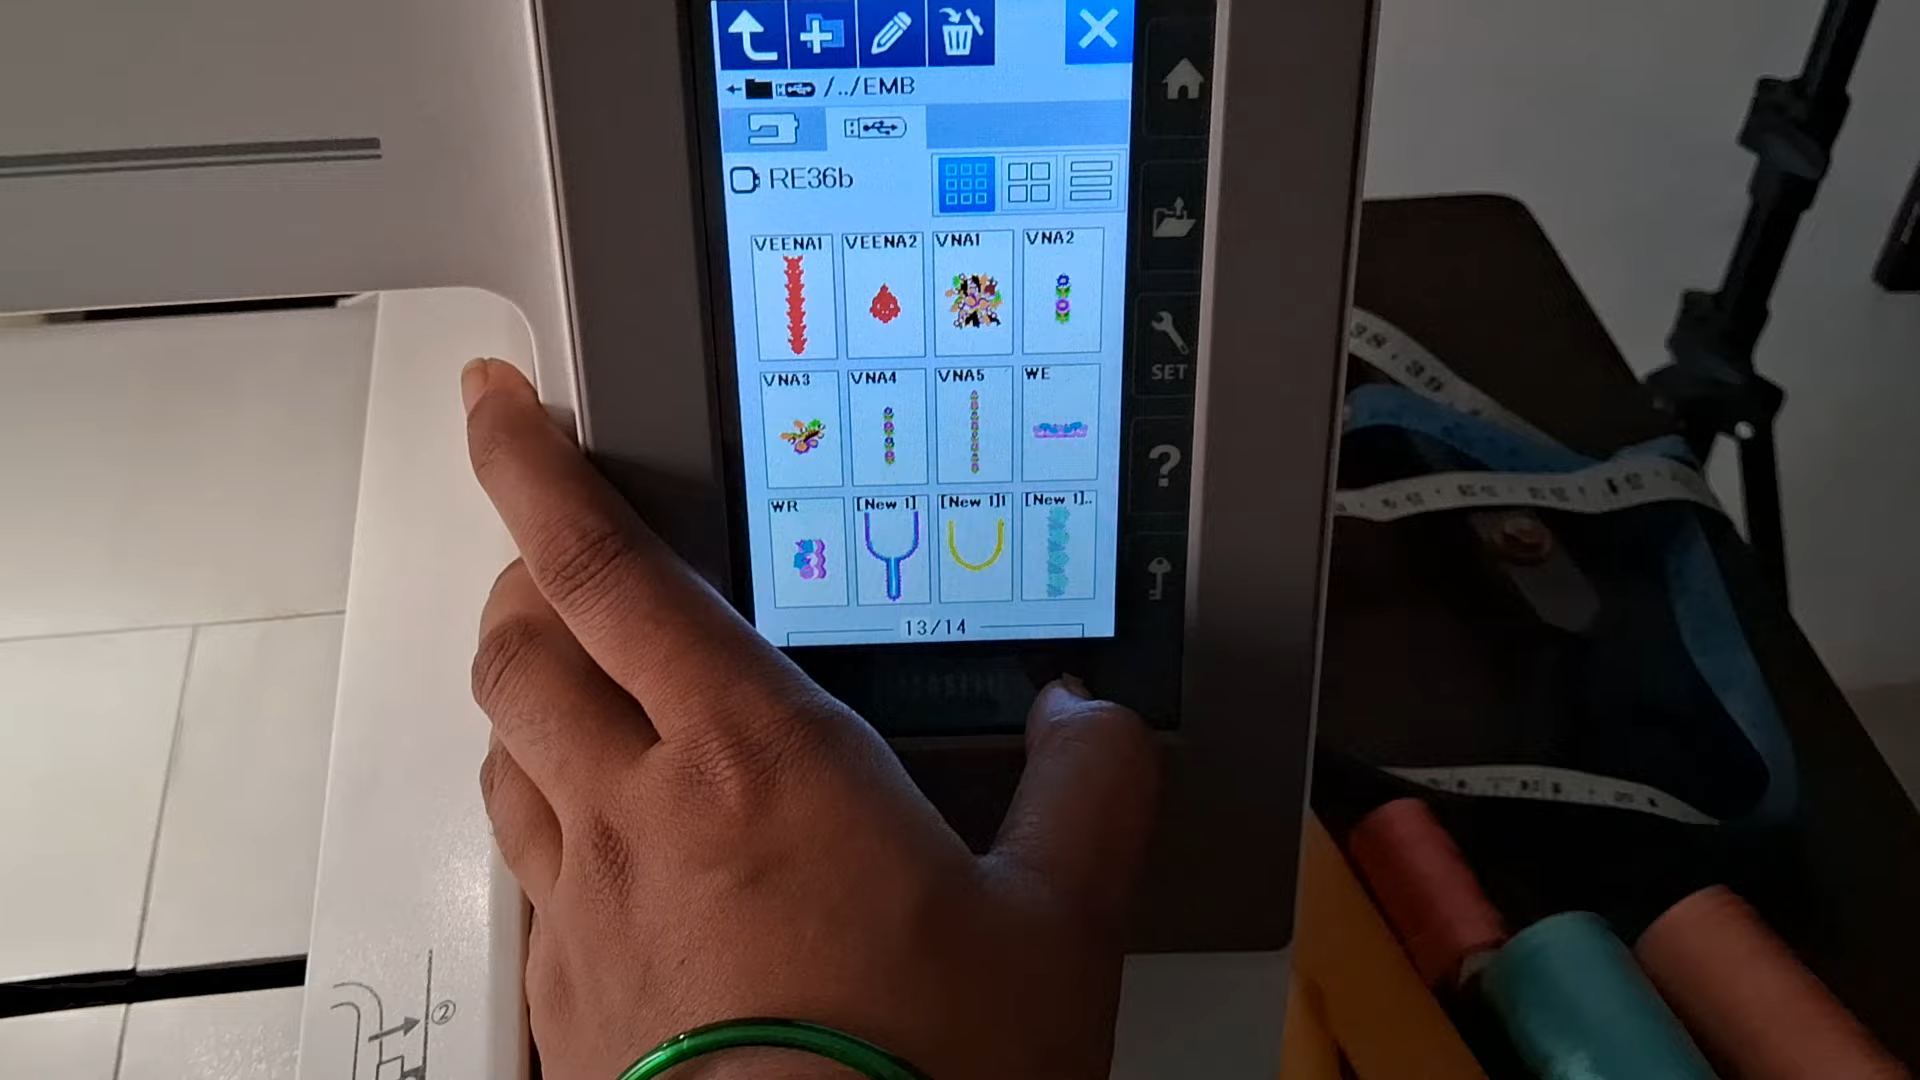 /../EMB
RE36b
VEENA1 VEENA2 VNA1 VNA2
VNA3 VNA4 VNA5 WE
WR [New 1] [New 1]1 [New 1]..
13/14
SET
?
②